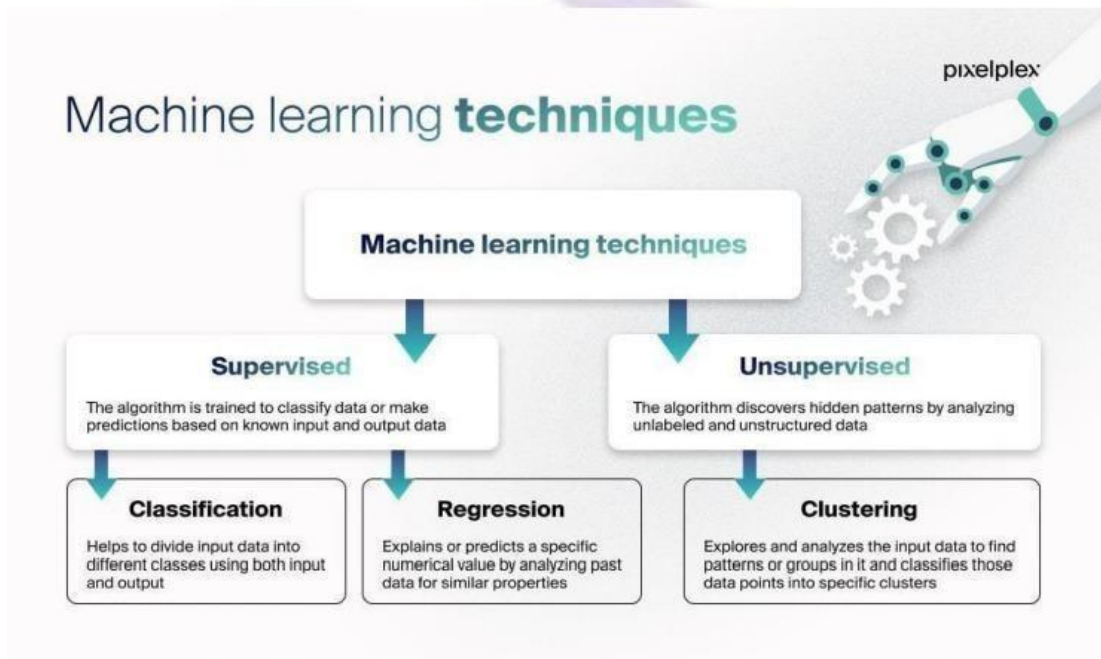 pixelplex
Machine learning techniques
Machine learning techniques
Supervised
The algorithm is trained to classify data or make
predictions based on known input and output data
Unsupervised
The algorithm discovers hidden patterns by analyzing
unlabeled and unstructured data
Classification
Helps to divide input data into
different classes using both input
and output
Regression
Explains or predicts a specific
numerical value by analyzing past
data for similar properties
Clustering
Explores and analyzes the input data to find
patterns or groups in it and classifies those
data points into specific clusters